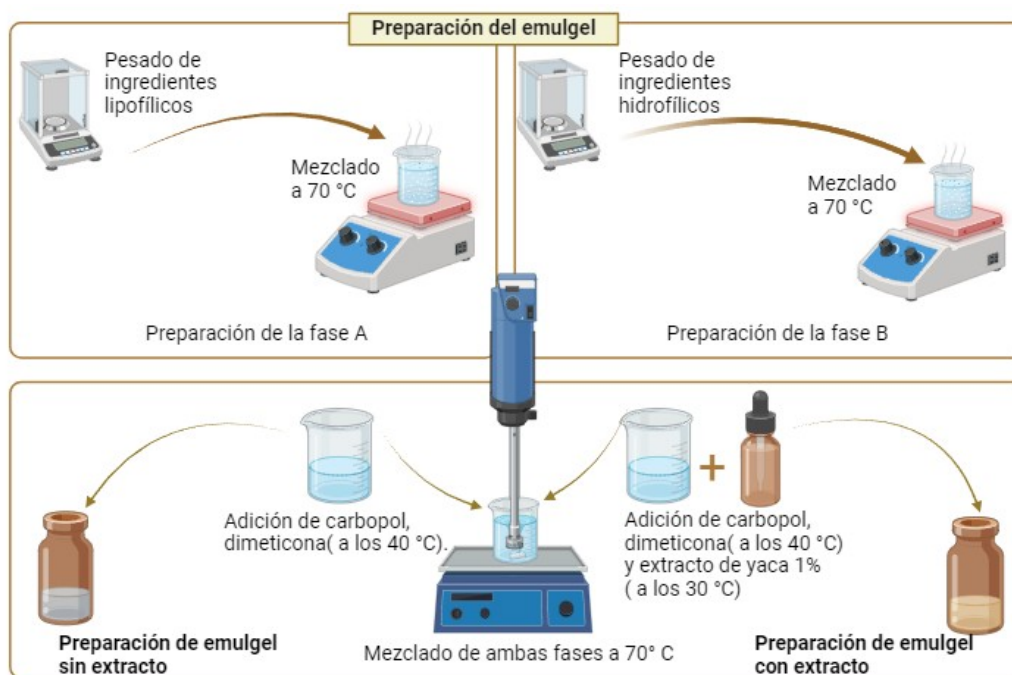 Preparación del emulgel
Pesado de
ingredientes
lipofílicos
Mezclado
a 70 °C
Preparación de la fase A
Pesado de
ingredientes
hidrofílicos
Mezclado
a 70 °C
Preparación de la fase B
Adición de carbopol,
dimeticona( a los 40 °C).
Preparación de emulgel
sin extracto
Mezclado de ambas fases a 70° C
Adición de carbopol,
dimeticona( a los 40 °C)
y extracto de yaca 1%
( a los 30 °C)
Preparación de emulgel
con extracto